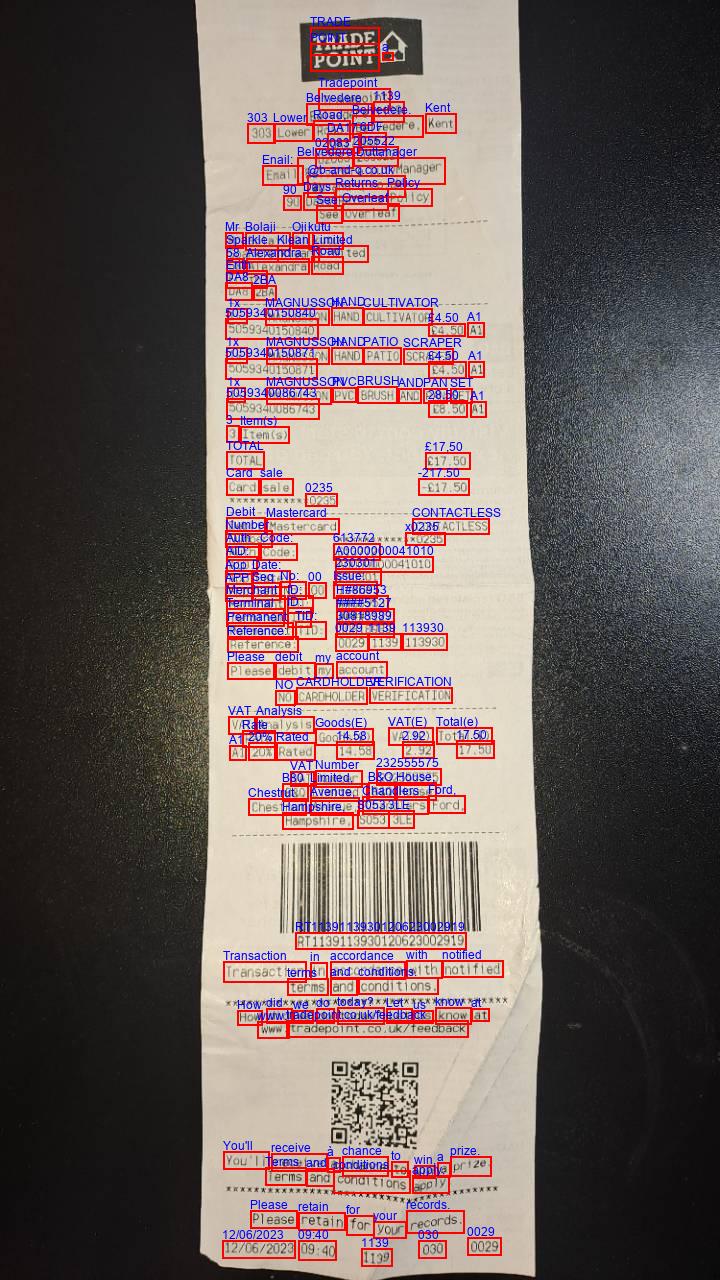 TRADE
POINT
Tradepoint
Belvedere 1139
303 Lower Road, Belvedere, Kent
DA17 6DF
02083 205522
Email: Belvedere Dutymanager
@b-and-q.co.uk
90 Days Returns Policy
See Overleaf
Mr Bolaji Ojikutu
Sparkle Klean Limited
58 Alexandra Road
Erith
DA8 2BA
1x MAGNUSSON HAND CULTIVATOR
5059340150840 £4.50 A1
1x MAGNUSSON HAND PATIO SCRAPER
5059340150871 £4.50 A1
1x MAGNUSSON PVC BRUSH AND PAN SET
5059340086743 £8.50 A1
3 Item(s)
TOTAL £17.50
Card sale -£17.50
************0235
Debit Mastercard CONTACTLESS
Number ************0235
Auth Code: 613772
AID: A0000000041010
App Date: 230301
APP Seq No: 00 Issue:
Merchant ID: ##86953
Terminal ID: ####5127
Permanent TID: 30818989
Reference: 0029 1139 113930
Please debit my account
NO CARDHOLDER VERIFICATION
VAT Analysis
Rate Goods(£) VAT(£) Total(£)
A1 20% Rated 14.58 2.92 17.50
VAT Number 232555575
B&Q Limited, B&Q House,
Chestnut Avenue, Chandlers Ford,
Hampshire, SO53 3LE
RT1139113930120623002919
Transaction in accordance with notified
terms and conditions.
****************************************
How did we do today? Let us know at
www.tradepoint.co.uk/feedback
You'll receive a chance to win a prize.
Terms and conditions apply
****************************************
Please retain for your records.
12/06/2023 09:40 1139 030 0029